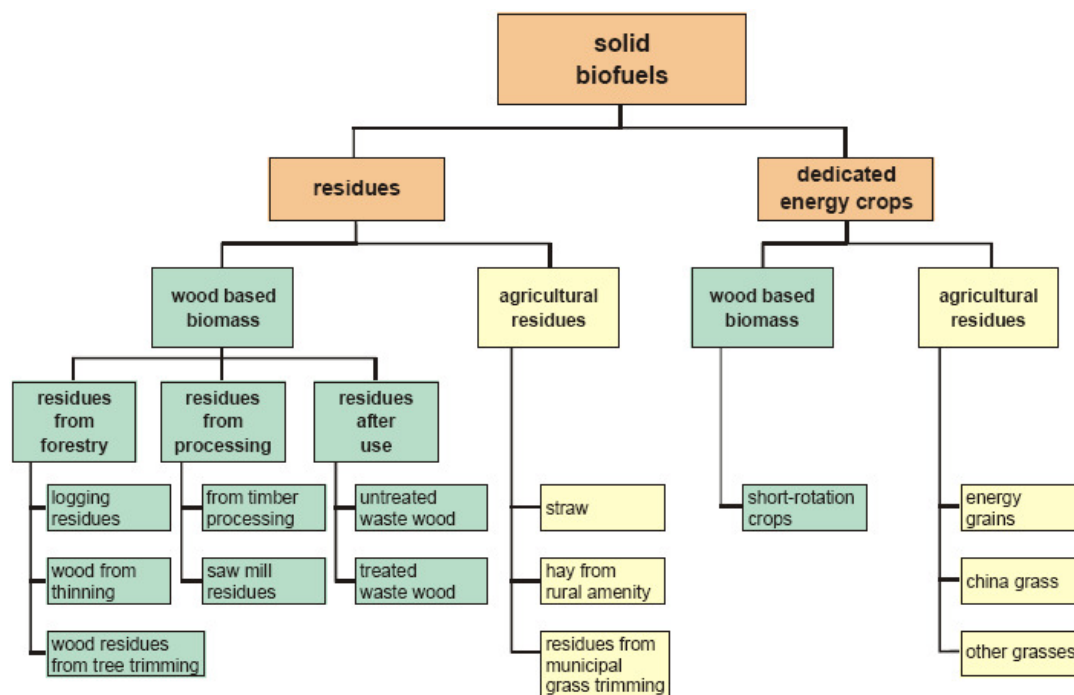 solid
biofuels
residues
dedicated
energy crops
wood based
biomass
agricultural
residues
wood based
biomass
agricultural
residues
residues
from
forestry
residues
from
processing
residues
after
use
logging
residues
from timber
processing
untreated
waste wood
straw
short-rotation
crops
energy
grains
wood from
thinning
saw mill
residues
treated
waste wood
hay from
rural amenity
china grass
wood residues
from tree trimming
residues from
municipal
grass trimming
other grasses